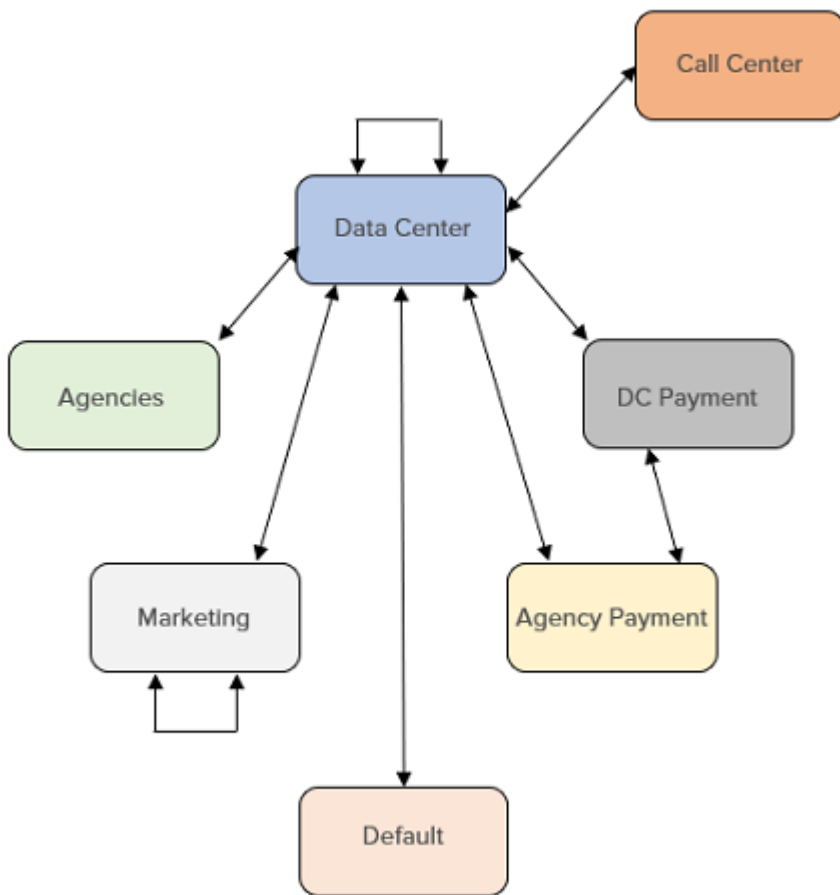 Call Center
Data Center
Agencies
DC Payment
Marketing
Agency Payment
Default